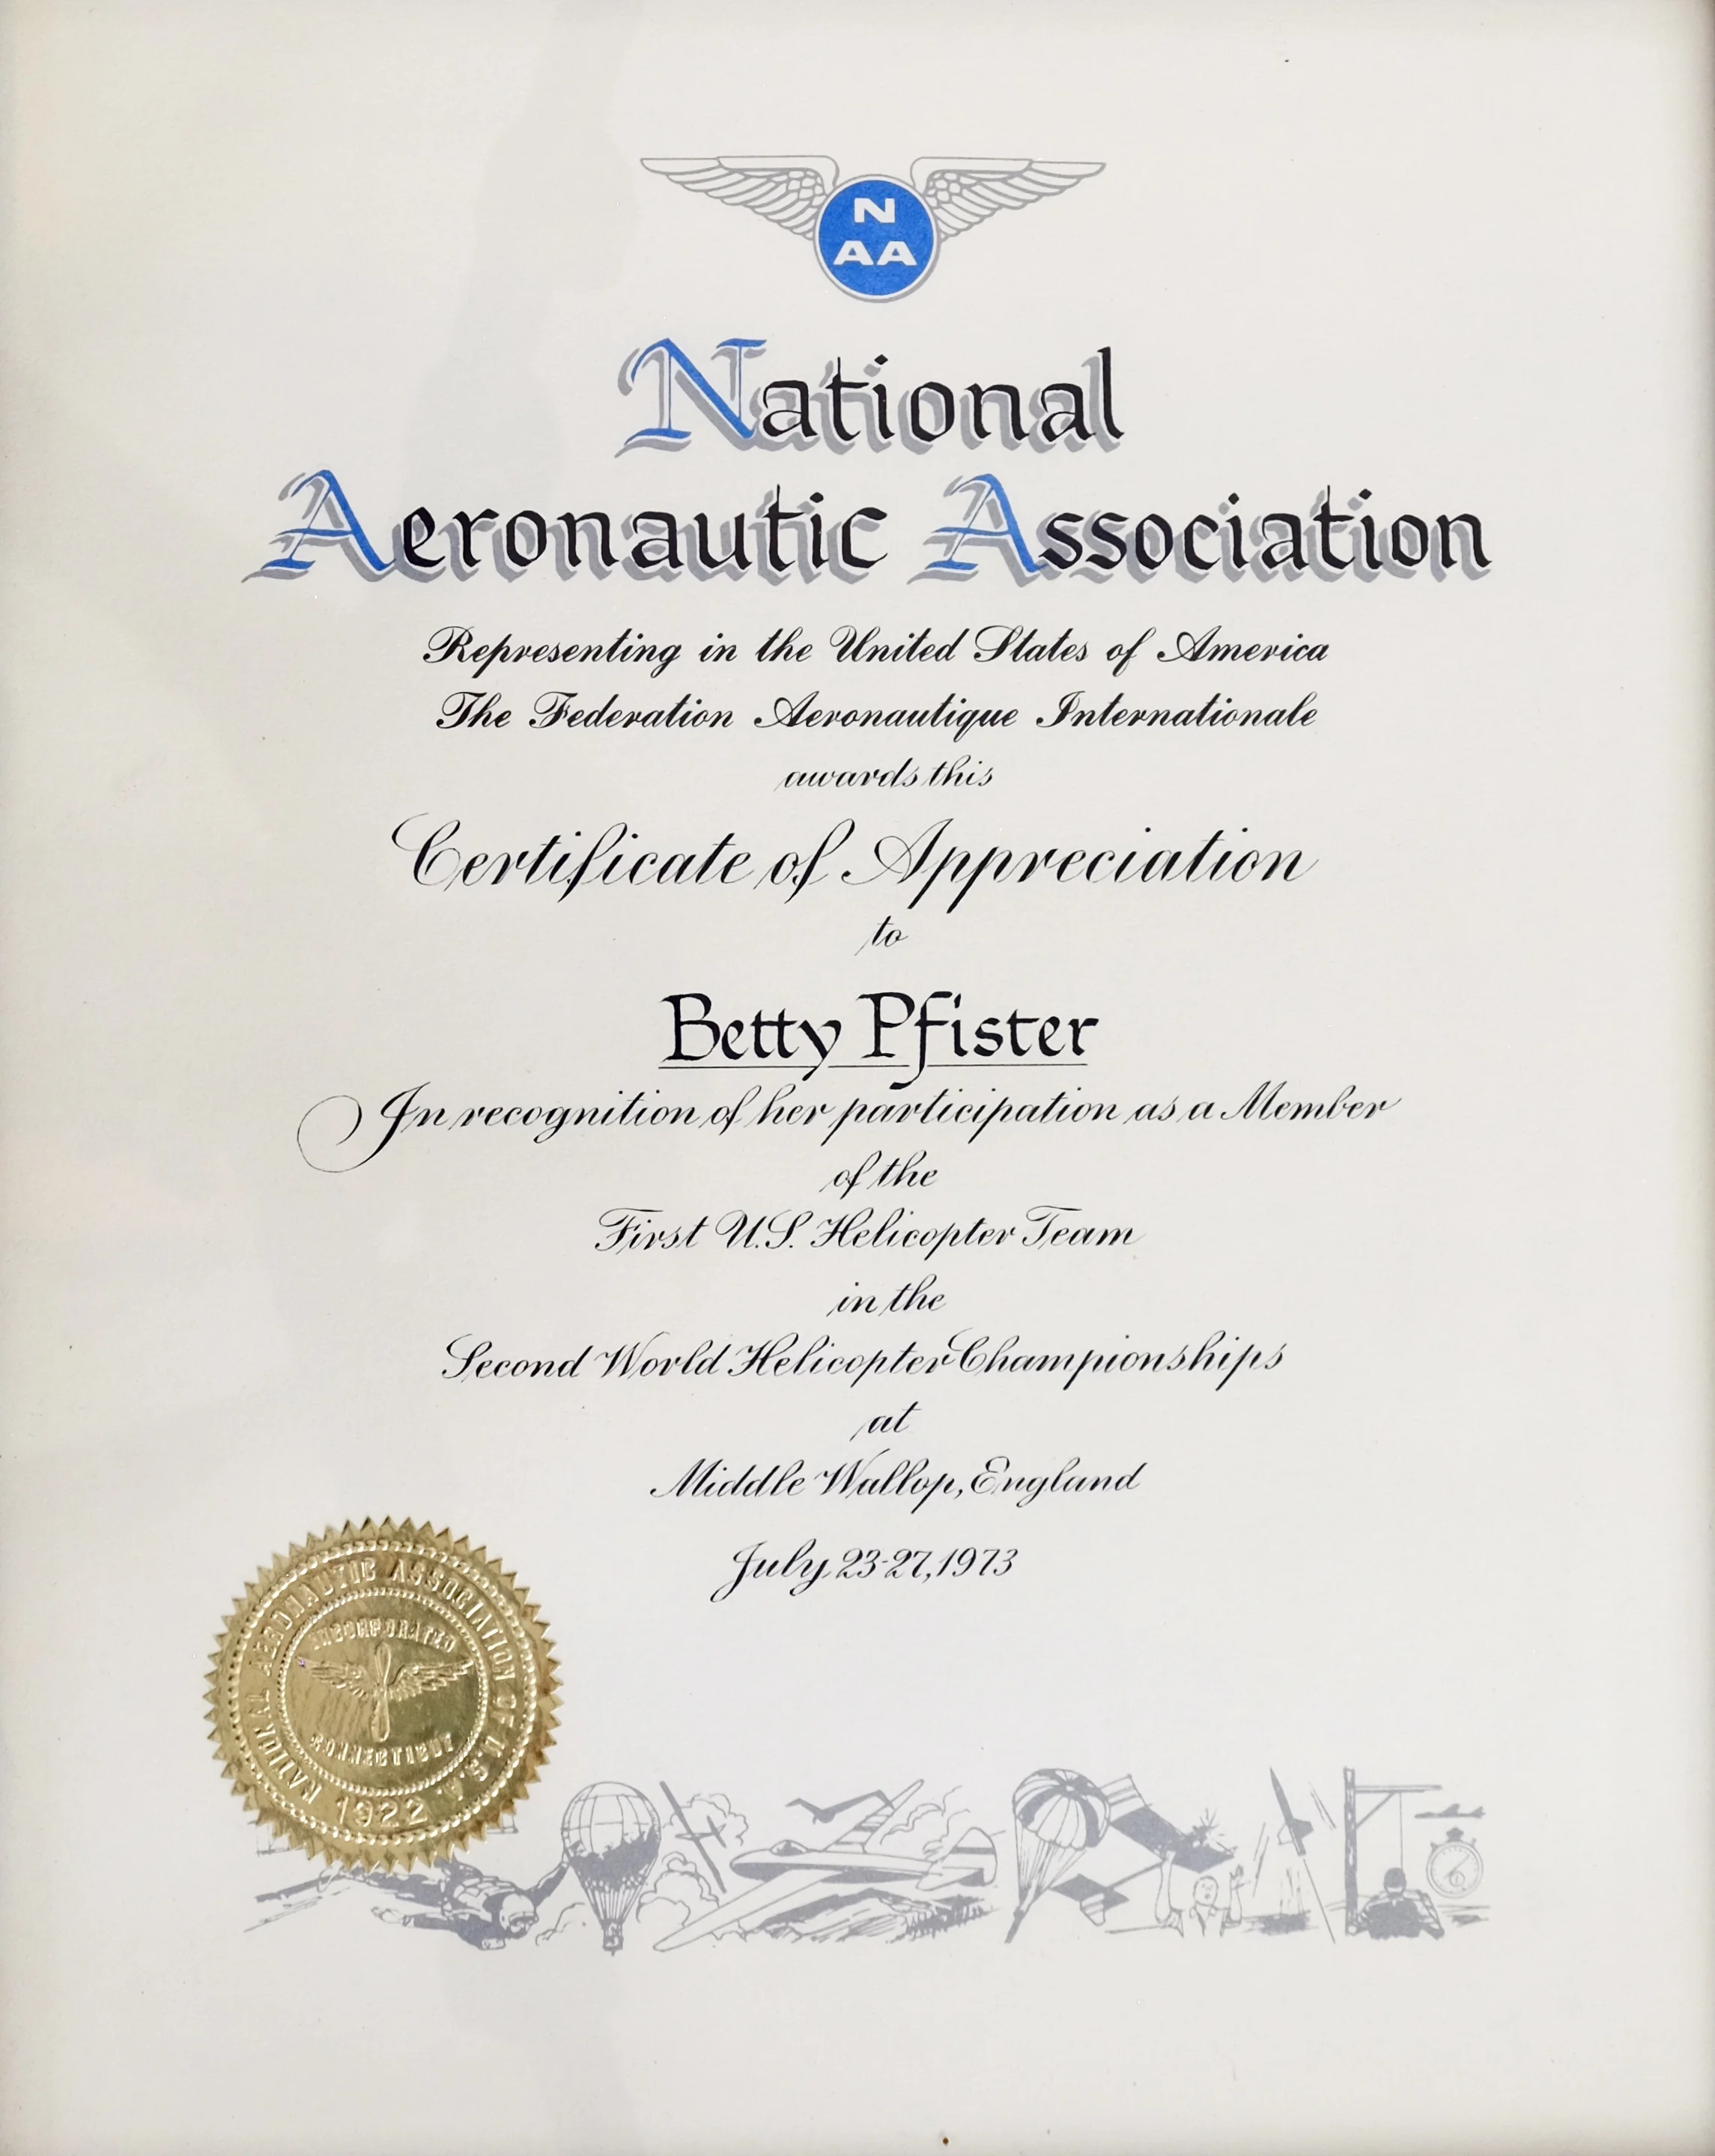 N
AA
National
Aeronautic Association
Representing in the United States of America
The Federation Aeronautique Internationale
awards this
Certificate of Appreciation
to
Betty Pfister
In recognition of her participation as a Member
of the
First U.S. Helicopter Team
in the
Second World Helicopter Championships
at
Middle Wallop, England
July 23-27, 1973
NATIONAL AERONAUTIC ASSOCIATION OF U.S.A.
INCORPORATED
CONNECTICUT
1922